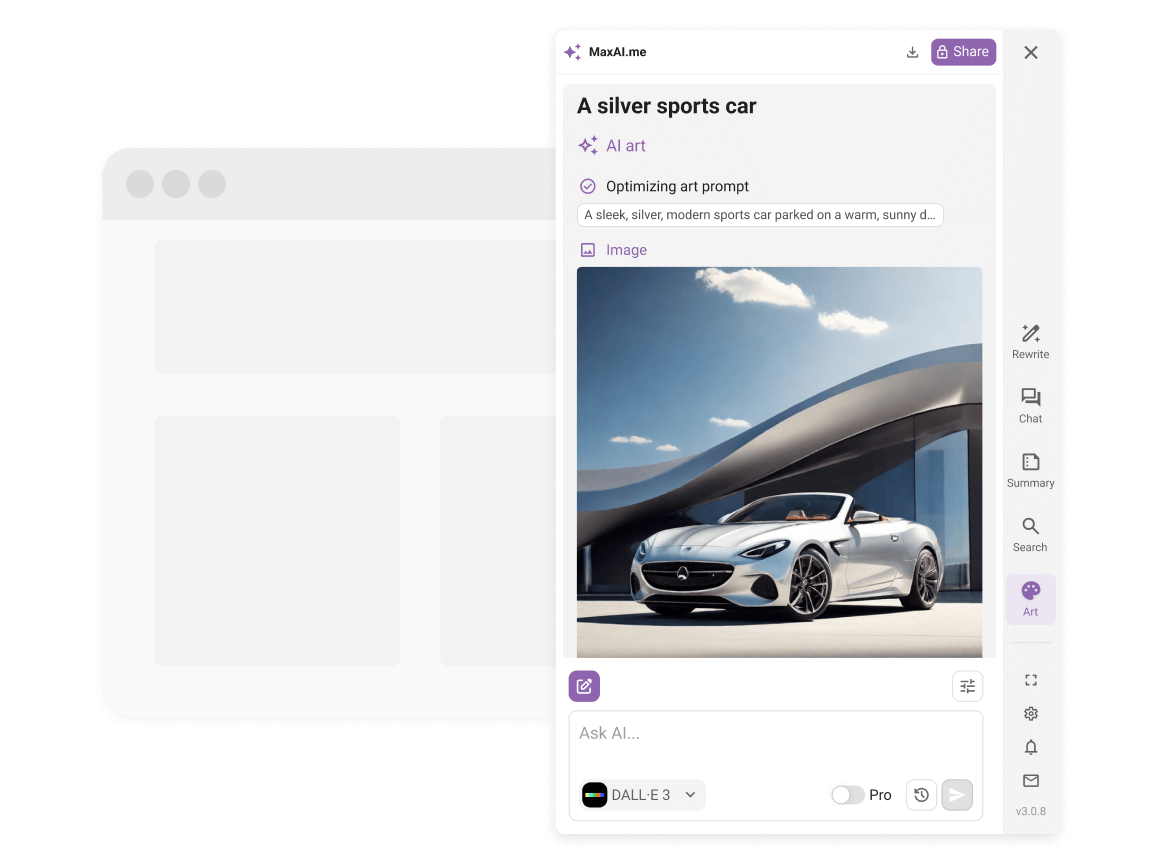 MaxAI.me
Share
A silver sports car
AI art
Optimizing art prompt
A sleek, silver, modern sports car parked on a warm, sunny d...
Image
Rewrite
Chat
Summary
Search
Art
Ask AI...
DALL·E 3
Pro
v3.0.8